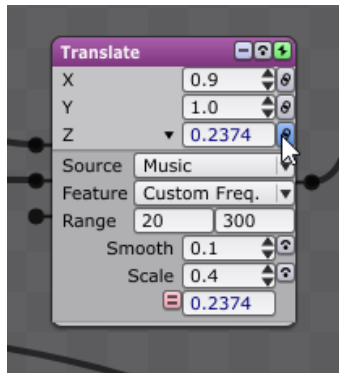 Translate
X 0.9
Y 1.0
Z 0.2374
Source Music
Feature Custom Freq.
Range 20 300
Smooth 0.1
Scale 0.4
= 0.2374